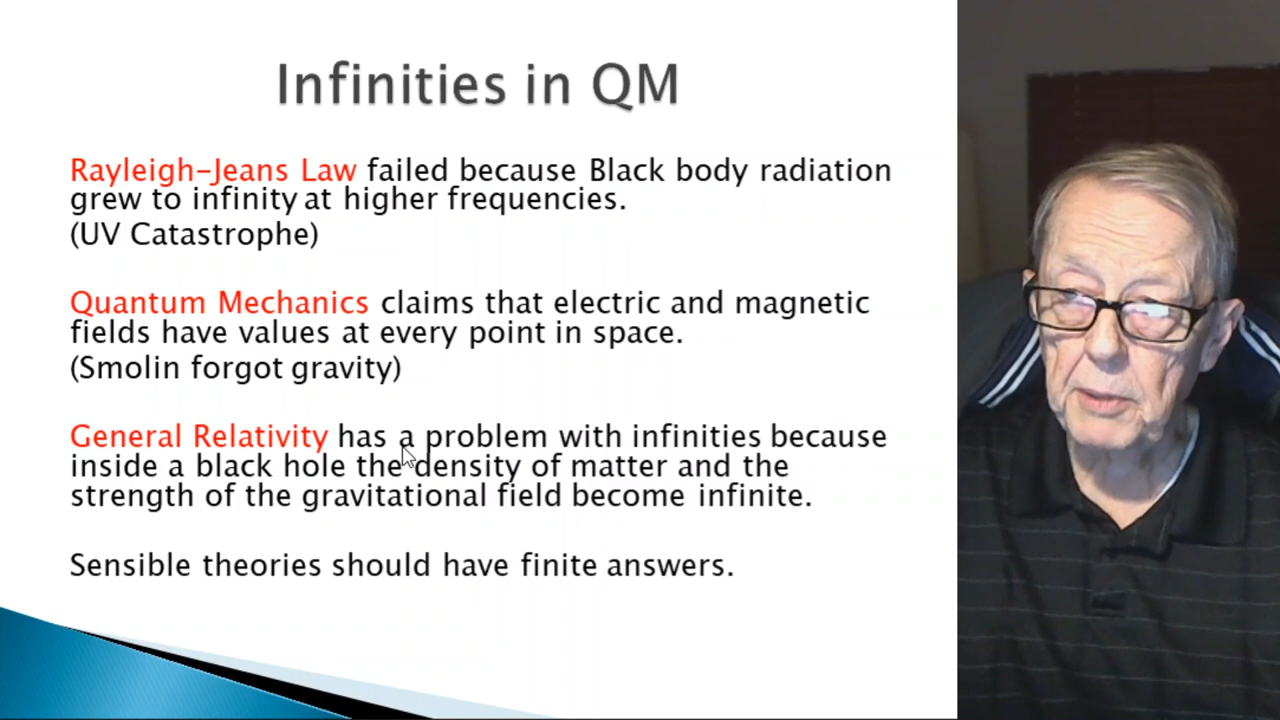 Infinities in QM
Rayleigh-Jeans Law failed because Black body radiation
grew to infinity at higher frequencies.
(UV Catastrophe)
Quantum Mechanics claims that electric and magnetic
fields have values at every point in space.
(Smolin forgot gravity)
General Relativity has a problem with infinities because
inside a black hole the density of matter and the
strength of the gravitational field become infinite.
Sensible theories should have finite answers.